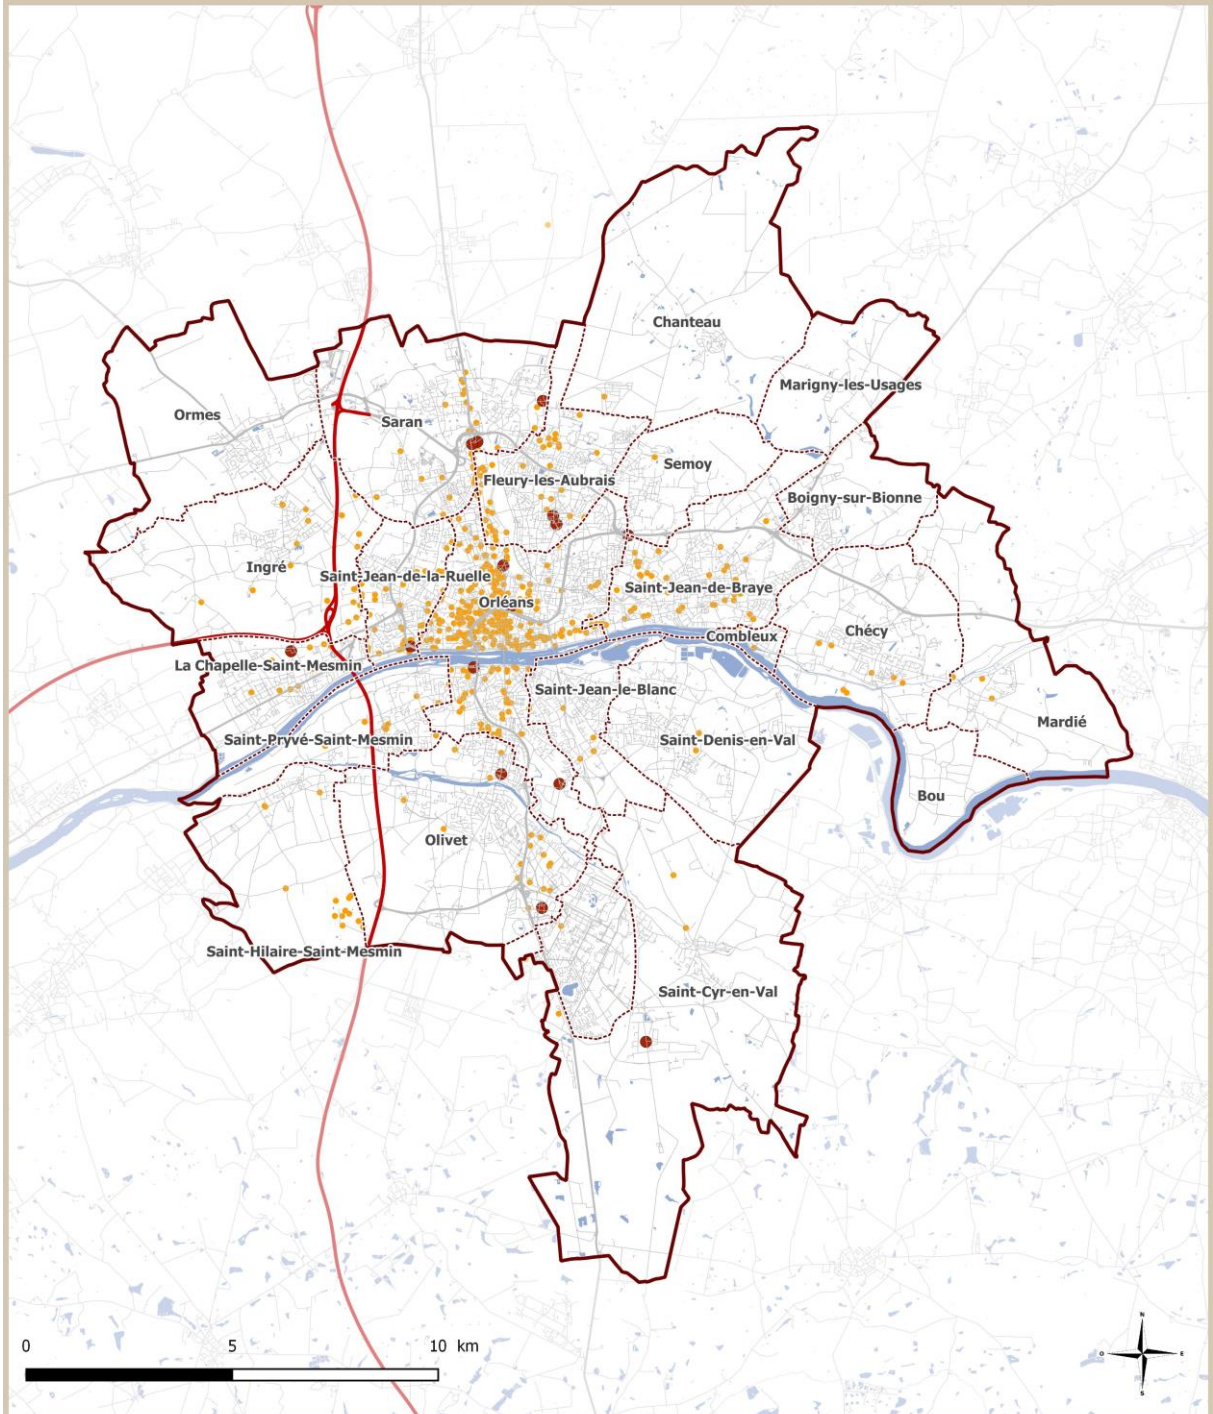 Chanteau
Marigny-les-Usages
Ormes
Saran
Semoy
Fleury-les-Aubrais
Boigny-sur-Bionne
Ingré
Saint-Jean-de-la-Ruelle
Saint-Jean-de-Braye
Orléans
Chécy
Combleux
La Chapelle-Saint-Mesmin
Saint-Jean-le-Blanc
Mardié
Saint-Pryvé-Saint-Mesmin
Saint-Denis-en-Val
Bou
Olivet
Saint-Hilaire-Saint-Mesmin
Saint-Cyr-en-Val
N
O
E
S
0 5 10 km